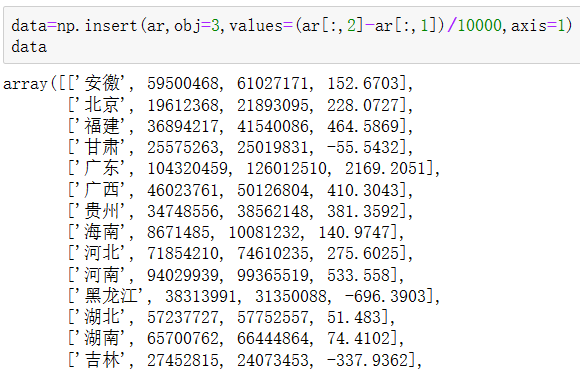 data=np.insert(ar,obj=3,values=(ar[:,2]-ar[:,1])/10000,axis=1)
data
array([['安徽', 59500468, 61027171, 152.6703],
['北京', 19612368, 21893095, 228.0727],
['福建', 36894217, 41540086, 464.5869],
['甘肃', 25575263, 25019831, -55.5432],
['广东', 104320459, 126012510, 2169.2051],
['广西', 46023761, 50126804, 410.3043],
['贵州', 34748556, 38562148, 381.3592],
['海南', 8671485, 10081232, 140.9747],
['河北', 71854210, 74610235, 275.6025],
['河南', 94029939, 99365519, 533.558],
['黑龙江', 38313991, 31350088, -696.3903],
['湖北', 57237727, 57752557, 51.483],
['湖南', 65700762, 66444864, 74.4102],
['吉林', 27452815, 24073453, -337.9362],